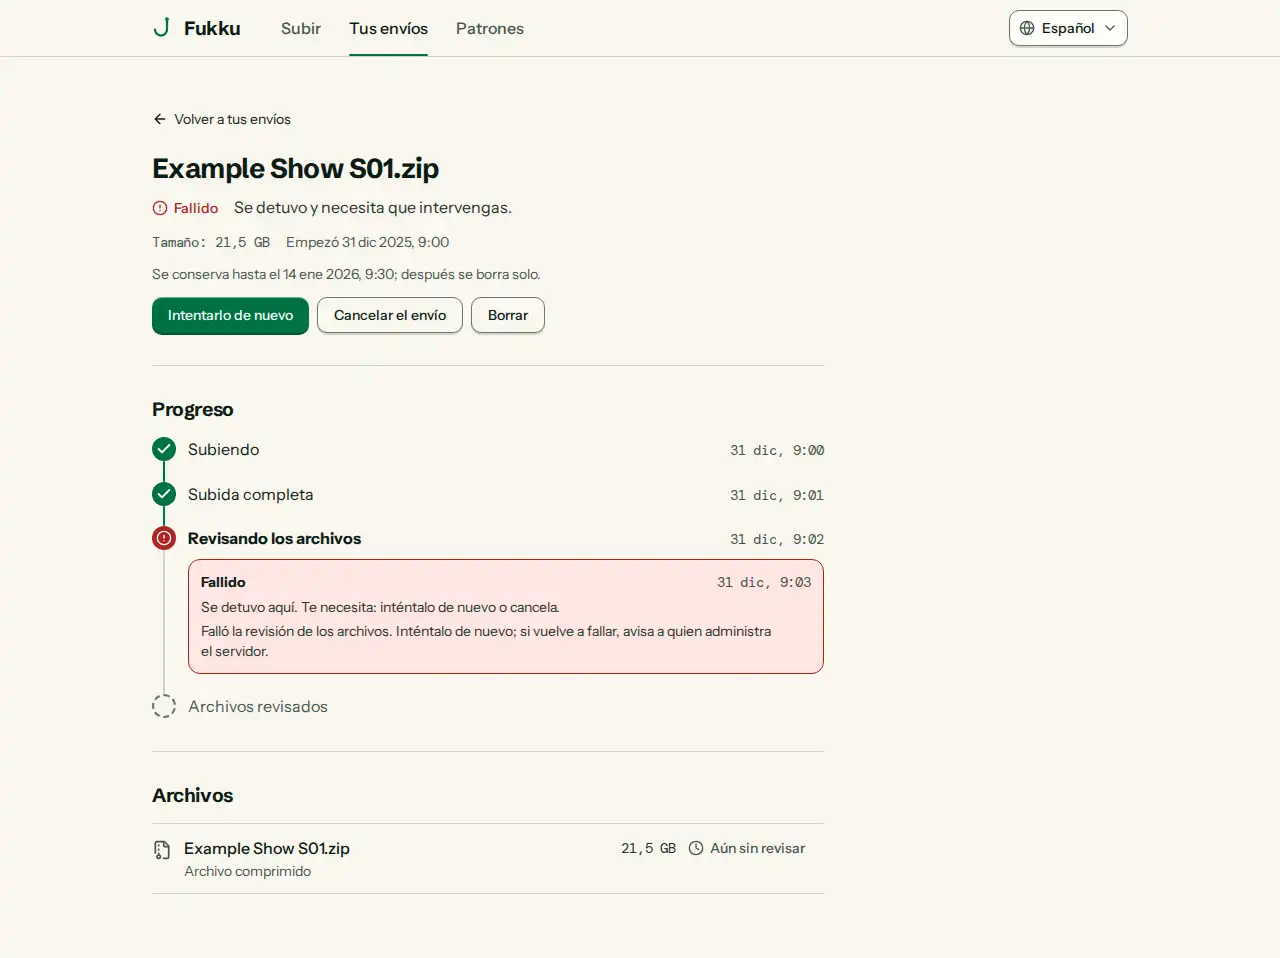 Fukku
Subir
Tus envíos
Patrones
Español
Volver a tus envíos
Example Show S01.zip
Fallido Se detuvo y necesita que intervengas.
Tamaño: 21,5 GB Empezó 31 dic 2025, 9:00
Se conserva hasta el 14 ene 2026, 9:30; después se borra solo.
Intentarlo de nuevo
Cancelar el envío
Borrar
Progreso
Subiendo 31 dic, 9:00
Subida completa 31 dic, 9:01
Revisando los archivos 31 dic, 9:02
Fallido 31 dic, 9:03
Se detuvo aquí. Te necesita: inténtalo de nuevo o cancela.
Falló la revisión de los archivos. Inténtalo de nuevo; si vuelve a fallar, avisa a quien administra
el servidor.
Archivos revisados
Archivos
Example Show S01.zip 21,5 GB Aún sin revisar
Archivo comprimido